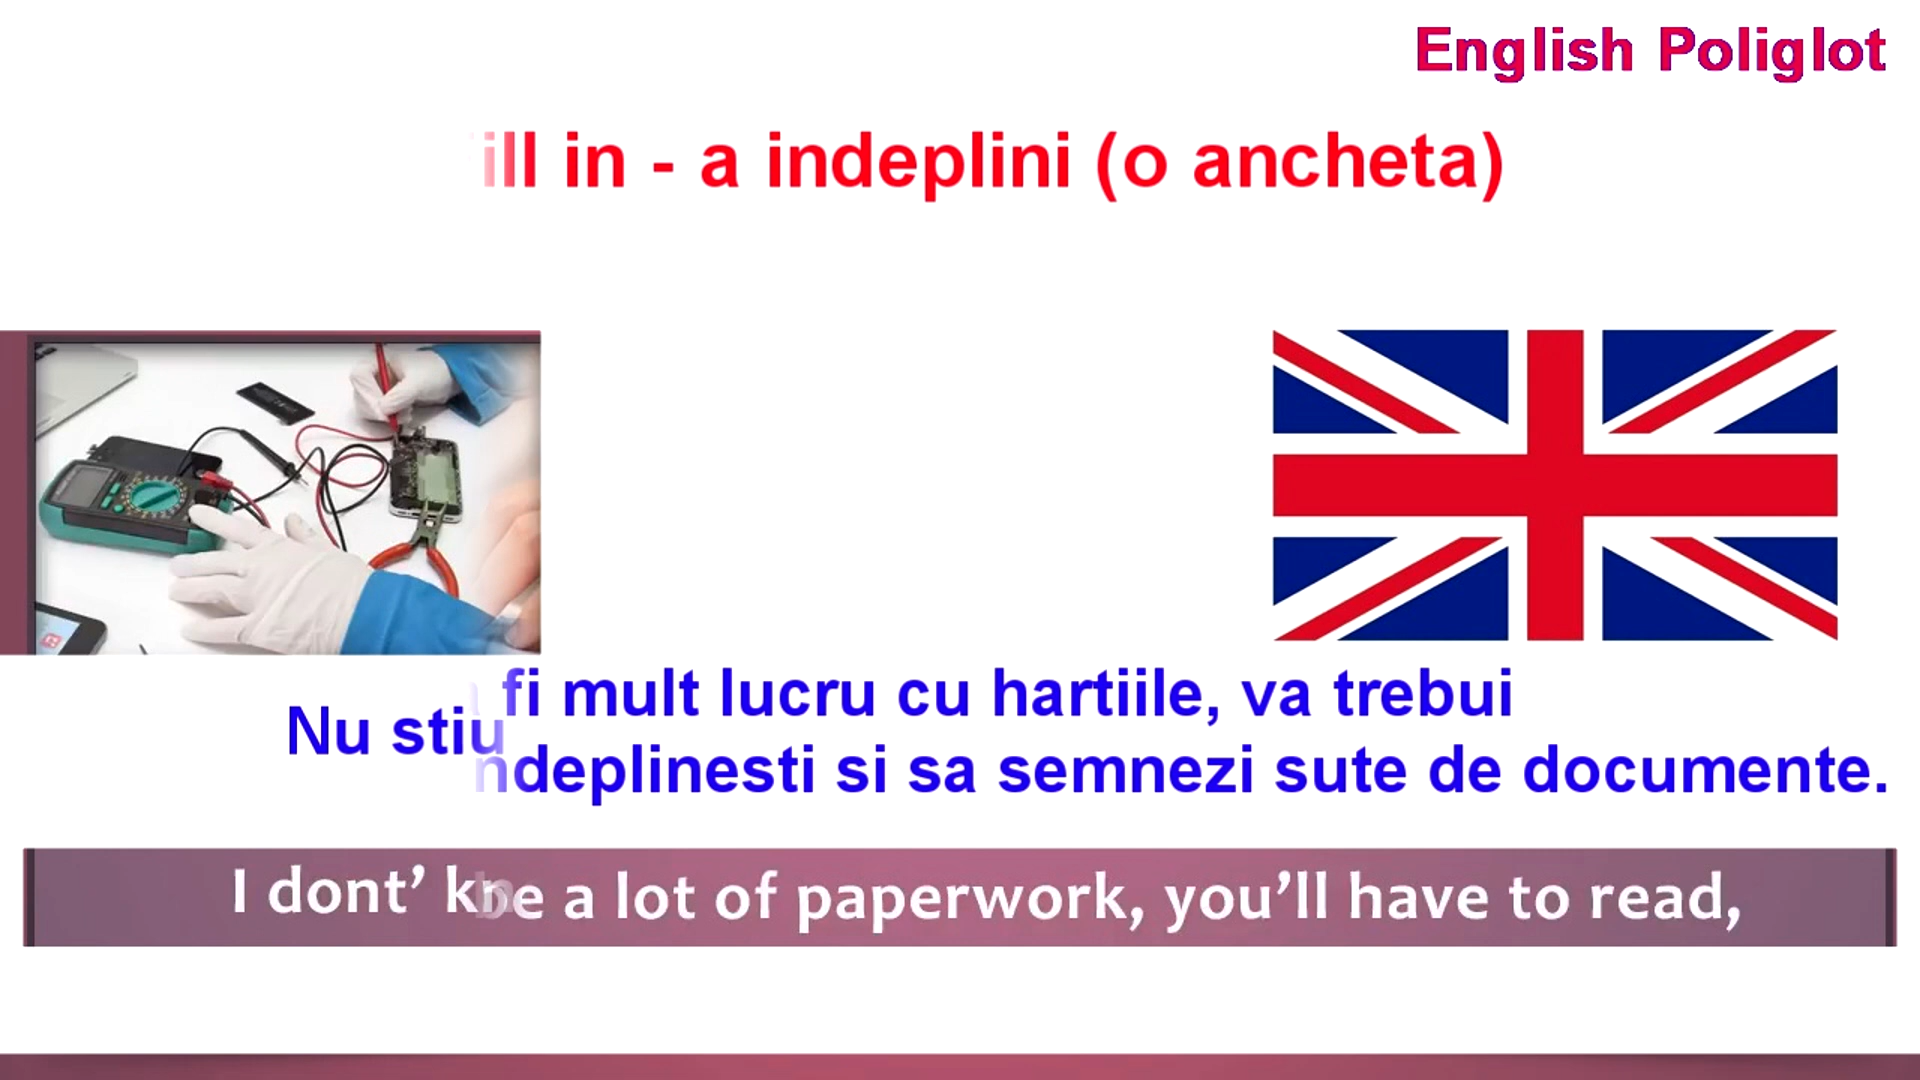 English Poliglot
ill in - a indeplini (o ancheta)
fi mult lucru cu hartiile, va trebui
Nu stiu
ndeplinesti si sa semnezi sute de documente.
I dont’ be a lot of paperwork, you’ll have to read,